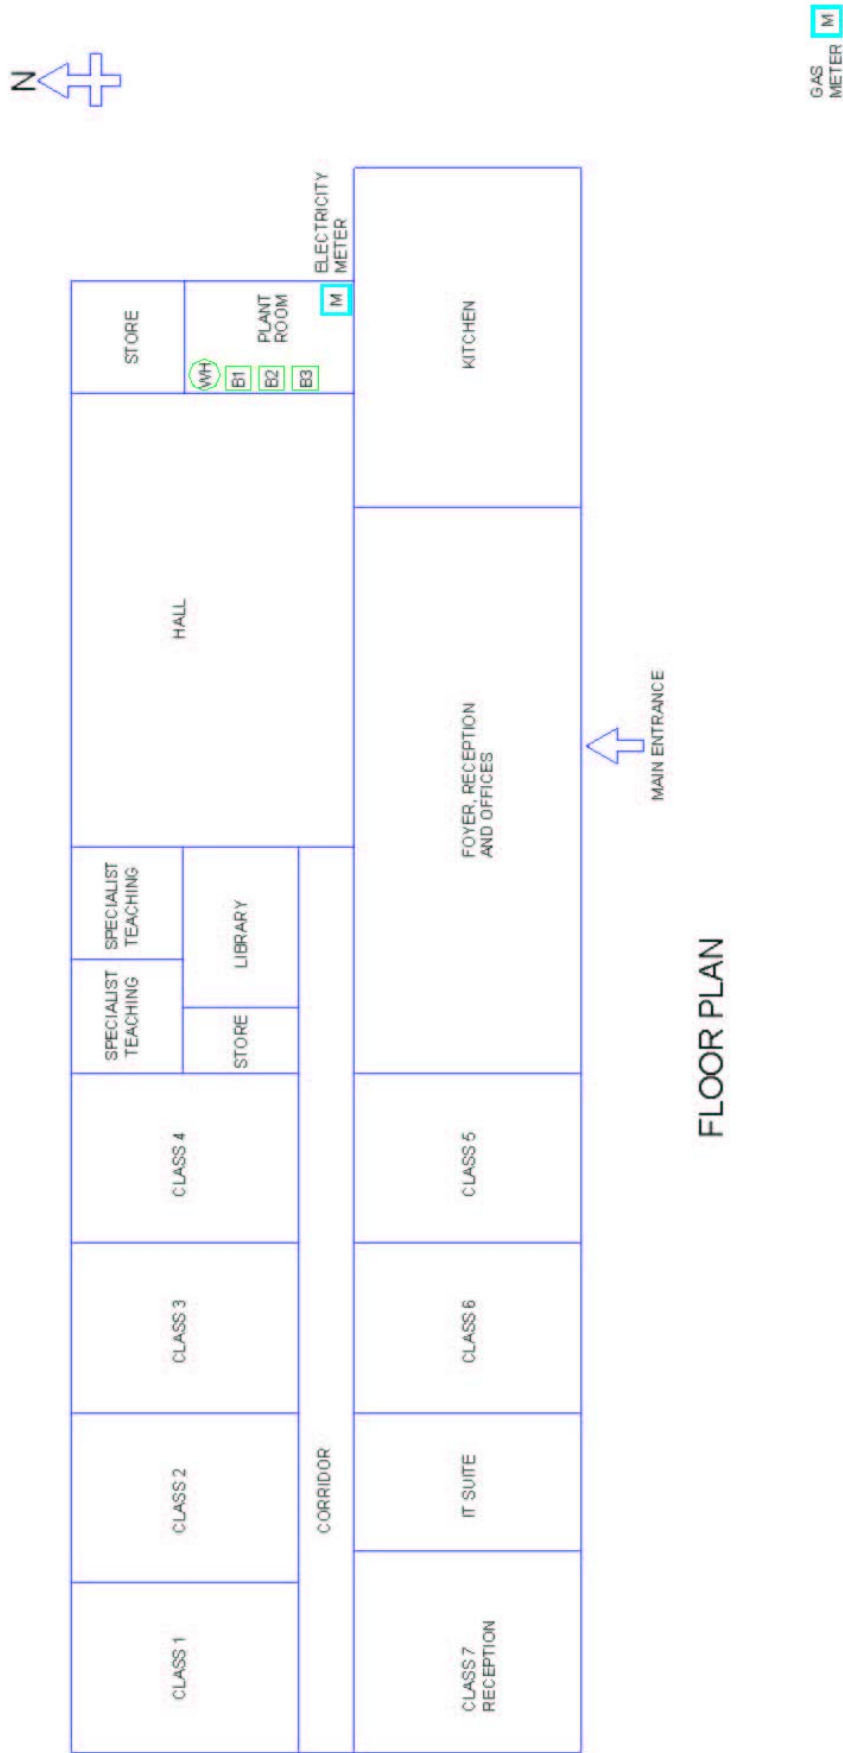 N
GAS
METER
M
STORE
WH
B1
B2
B3
PLANT
ROOM
M
ELECTRICITY
METER
HALL
KITCHEN
SPECIALIST
TEACHING
SPECIALIST
TEACHING
LIBRARY
STORE
FOYER, RECEPTION
AND OFFICES
MAIN ENTRANCE
CLASS 4
CLASS 3
CLASS 2
CLASS 1
CORRIDOR
CLASS 5
CLASS 6
IT SUITE
CLASS 7
RECEPTION
FLOOR PLAN